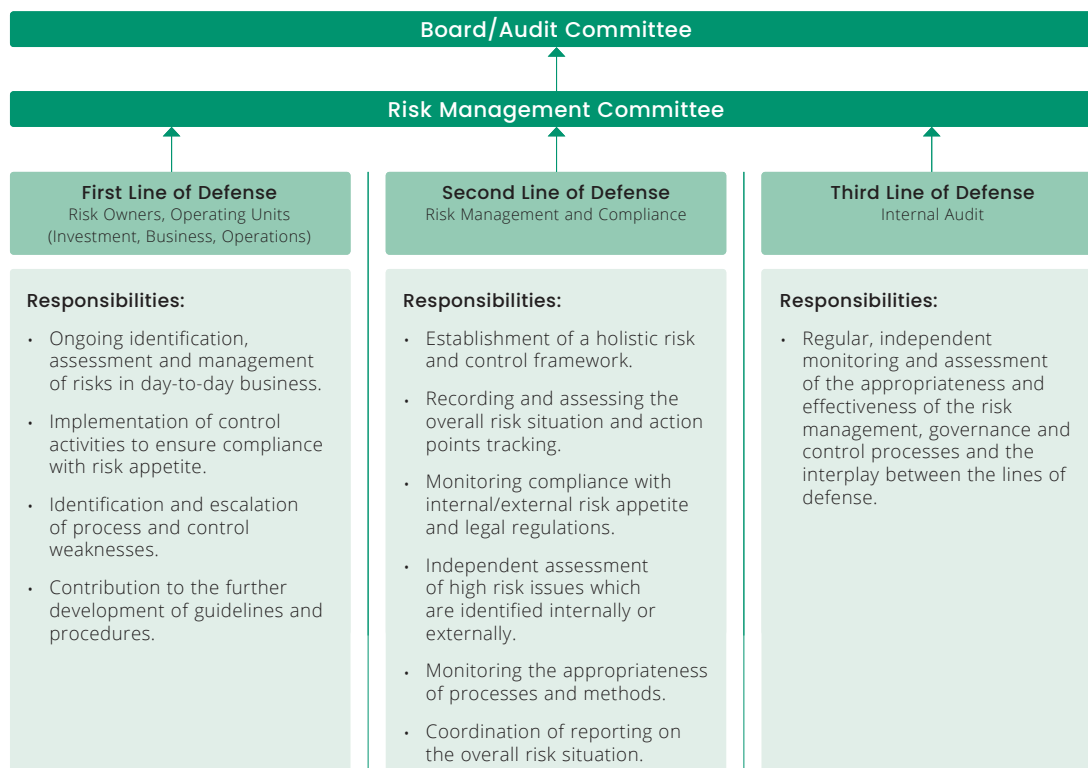 Board/Audit Committee
Risk Management Committee
First Line of Defense
Risk Owners, Operating Units
(Investment, Business, Operations)
Responsibilities:
• Ongoing identification,
assessment and management
of risks in day-to-day business.
• Implementation of control
activities to ensure compliance
with risk appetite.
• Identification and escalation
of process and control
weaknesses.
• Contribution to the further
development of guidelines and
procedures.
Second Line of Defense
Risk Management and Compliance
Responsibilities:
• Establishment of a holistic risk
and control framework.
• Recording and assessing the
overall risk situation and action
points tracking.
• Monitoring compliance with
internal/external risk appetite
and legal regulations.
• Independent assessment
of high risk issues which
are identified internally or
externally.
• Monitoring the appropriateness
of processes and methods.
• Coordination of reporting on
the overall risk situation.
Third Line of Defense
Internal Audit
Responsibilities:
• Regular, independent
monitoring and assessment
of the appropriateness and
effectiveness of the risk
management, governance and
control processes and the
interplay between the lines of
defense.